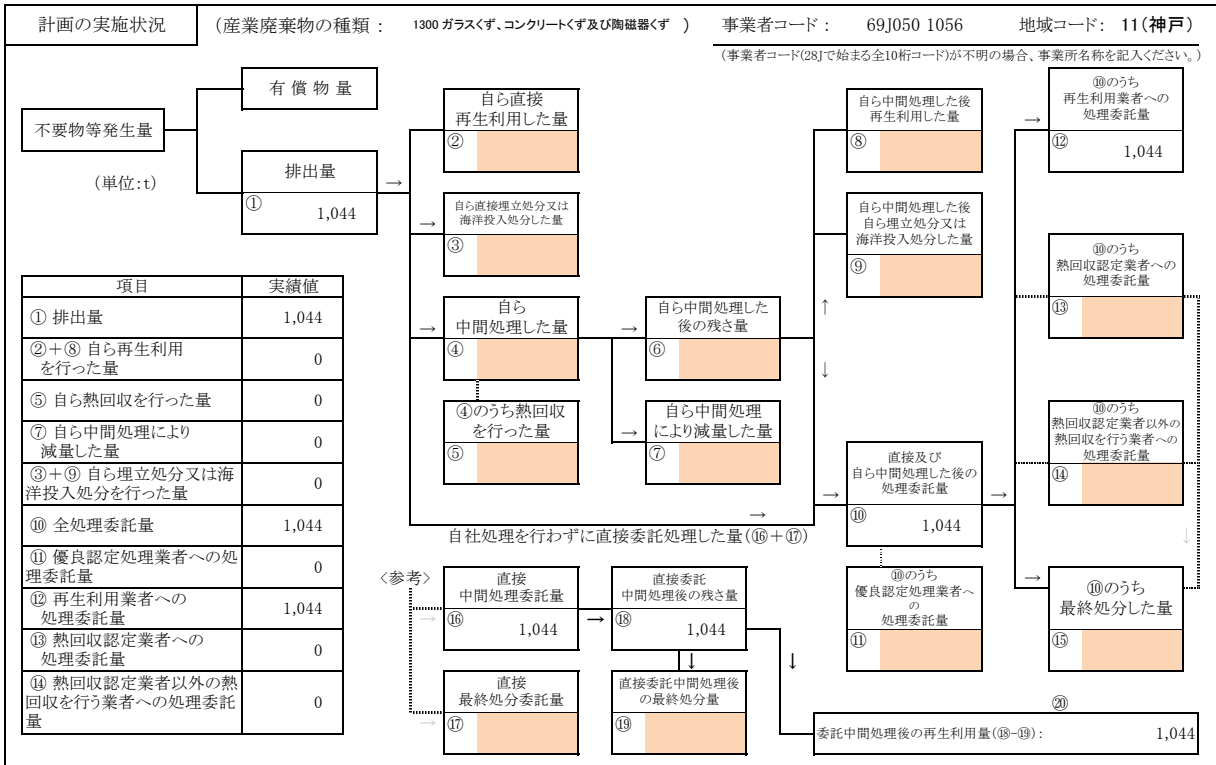 計画の実施状況
(産業廃棄物の種類： 1300 ガラスくず、コンクリートくず及び陶磁器くず )
事業者コード： 69J050 1056
地域コード： 11(神戸)
(事業者コード(28Jで始まる全10桁コード)が不明の場合、事業所名称を記入ください。)
不要物等発生量
(単位:t)
有償物量
排出量
① 1,044
→
自ら直接
再生利用した量
②
→
自ら直接埋立処分又は
海洋投入処分した量
③
→
自ら
中間処理した量
④
④のうち熱回収
を行った量
⑤
→
自ら中間処理した
後の残さ量
⑥
→
自ら中間処理
により減量した量
⑦
自ら中間処理した後
再生利用した量
⑧
自ら中間処理した後
自ら埋立処分又は
海洋投入処分した量
⑨
↑
↓
→
直接及び
自ら中間処理した後の
処理委託量
⑩ 1,044
→
⑩のうち
優良認定処理業者へ
の
処理委託量
⑪
→
⑩のうち
再生利用業者への
処理委託量
⑫ 1,044
⑩のうち
熱回収認定業者への
処理委託量
⑬
⑩のうち
熱回収認定業者以外の
熱回収を行う業者への
処理委託量
⑭
↓
→
⑩のうち
最終処分した量
⑮
項目 実績値
① 排出量 1,044
②＋⑧ 自ら再生利用
を行った量 0
⑤ 自ら熱回収を行った量 0
⑦ 自ら中間処理により
減量した量 0
③＋⑨ 自ら埋立処分又は海
洋投入処分を行った量 0
⑩ 全処理委託量 1,044
⑪ 優良認定処理業者への処
理委託量 0
⑫ 再生利用業者への
処理委託量 1,044
⑬ 熱回収認定業者への
処理委託量 0
⑭ 熱回収認定業者以外の熱
回収を行う業者への処理委託
量 0
→
自社処理を行わずに直接委託処理した量(⑯＋⑰)
〈参考〉
直接
中間処理委託量
→ ⑯ 1,044
→
直接委託
中間処理後の残さ量
⑱ 1,044
↓
↓
直接
最終処分委託量
→ ⑰
直接委託中間処理後
の最終処分量
⑲
⑳
委託中間処理後の再生利用量(⑱-⑲)： 1,044